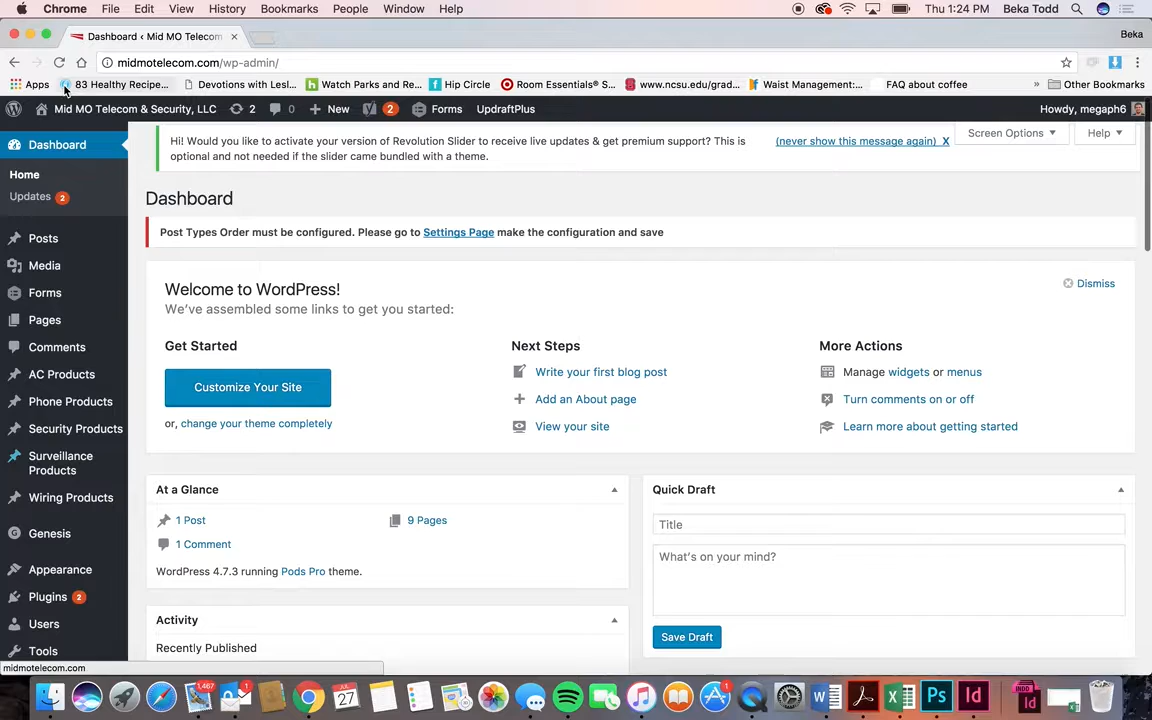 Chrome File Edit View History Bookmarks People Window Help Thu 1:24 PM Beka Todd
Dashboard ‹ Mid MO Telecom × Beka
midmotelecom.com/wp-admin/
Apps 83 Healthy Recipe... Devotions with Lesl... Watch Parks and Re... Hip Circle Room Essentials® S... www.ncsu.edu/grad... Waist Management:... FAQ about coffee » Other Bookmarks
Mid MO Telecom & Security, LLC 2 0 + New 2 Forms UpdraftPlus Howdy, megaph6
Dashboard
Home
Updates 2
Posts
Media
Forms
Pages
Comments
AC Products
Phone Products
Security Products
Surveillance
Products
Wiring Products
Genesis
Appearance
Plugins 2
Users
Tools
midmotelecom.com
Hi! Would you like to activate your version of Revolution Slider to receive live updates & get premium support? This is
optional and not needed if the slider came bundled with a theme.
(never show this message again) X
Screen Options Help
Dashboard
Post Types Order must be configured. Please go to Settings Page make the configuration and save
Welcome to WordPress!
We've assembled some links to get you started:
Dismiss
Get Started
Customize Your Site
or, change your theme completely
Next Steps
Write your first blog post
Add an About page
View your site
More Actions
Manage widgets or menus
Turn comments on or off
Learn more about getting started
At a Glance
1 Post 9 Pages
1 Comment
WordPress 4.7.3 running Pods Pro theme.
Activity
Recently Published
Quick Draft
Title
What's on your mind?
Save Draft
1,467 1 JUL 27 1 W X Ps Id INDD Id